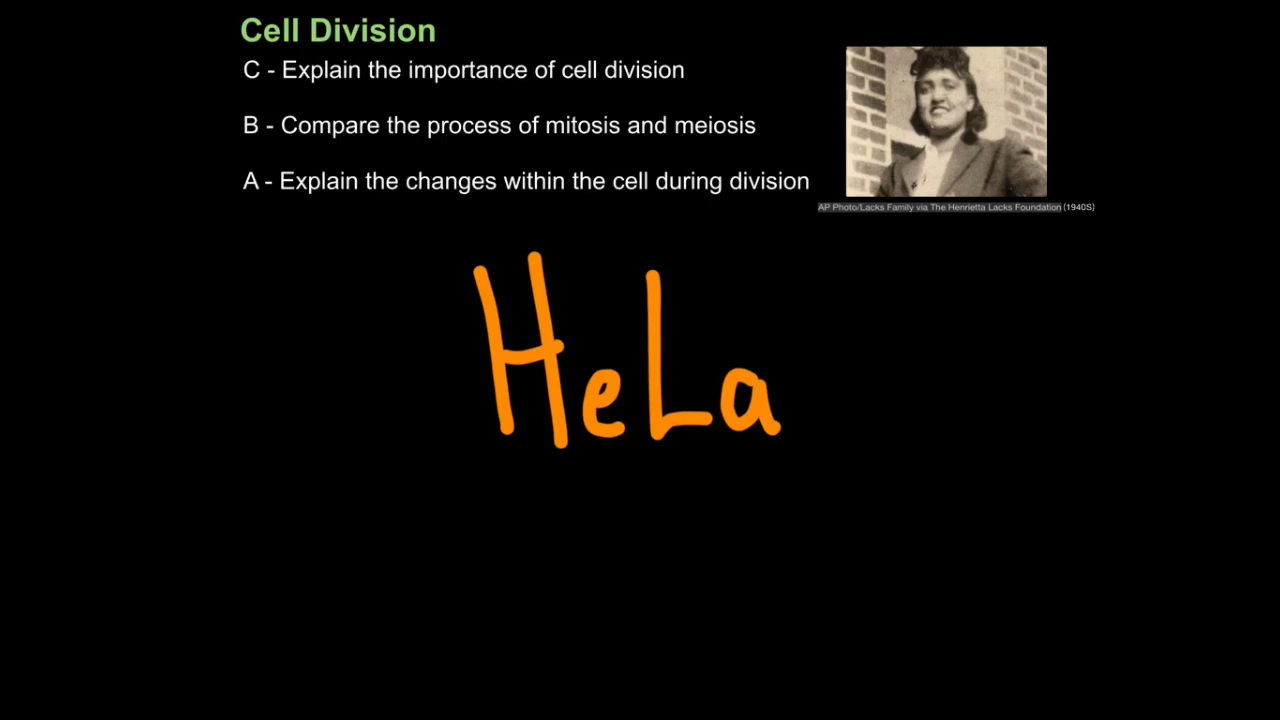 Cell Division
C - Explain the importance of cell division
B - Compare the process of mitosis and meiosis
A - Explain the changes within the cell during division
AP Photo/Lacks Family via The Henrietta Lacks Foundation (1940S)
HeLa